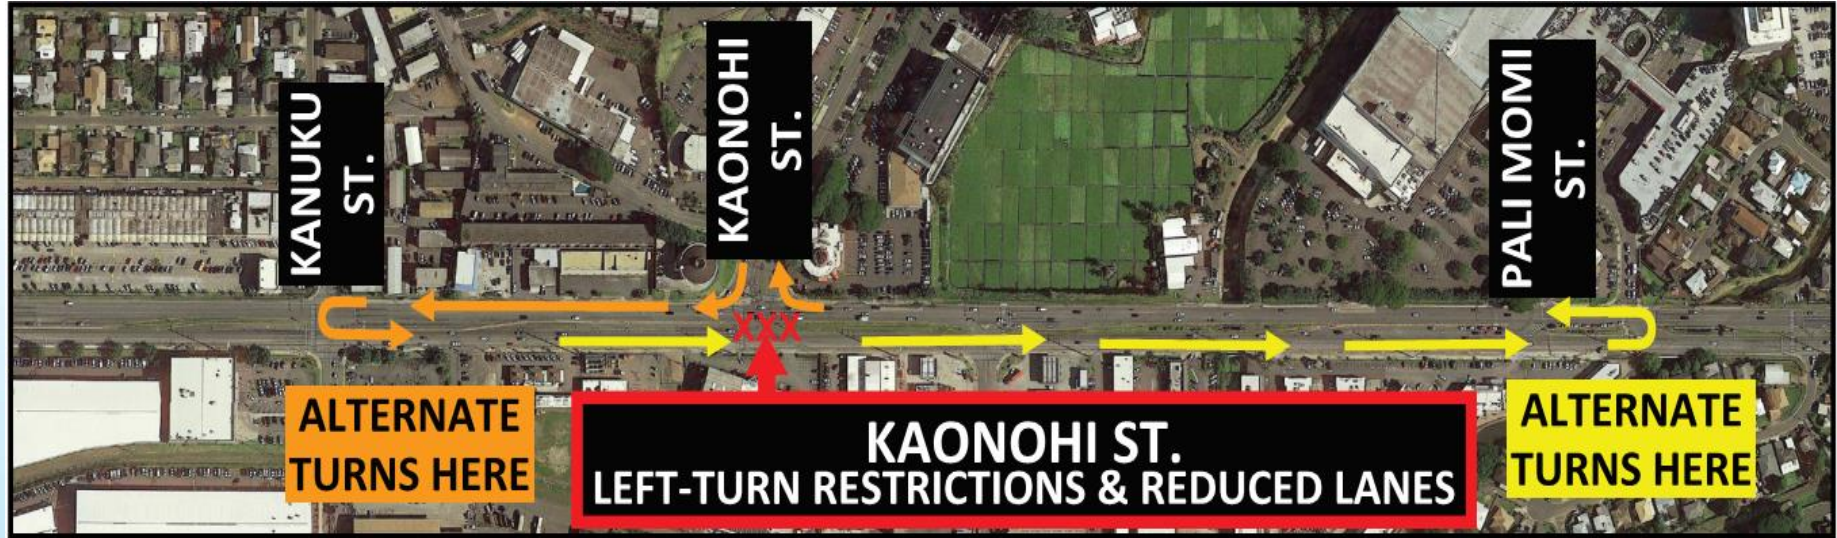 KANUKU
ST.
KAONOHI
ST.
PALI MOMI
ST.
XXX
ALTERNATE
TURNS HERE
KAONOHI ST.
LEFT-TURN RESTRICTIONS & REDUCED LANES
ALTERNATE
TURNS HERE